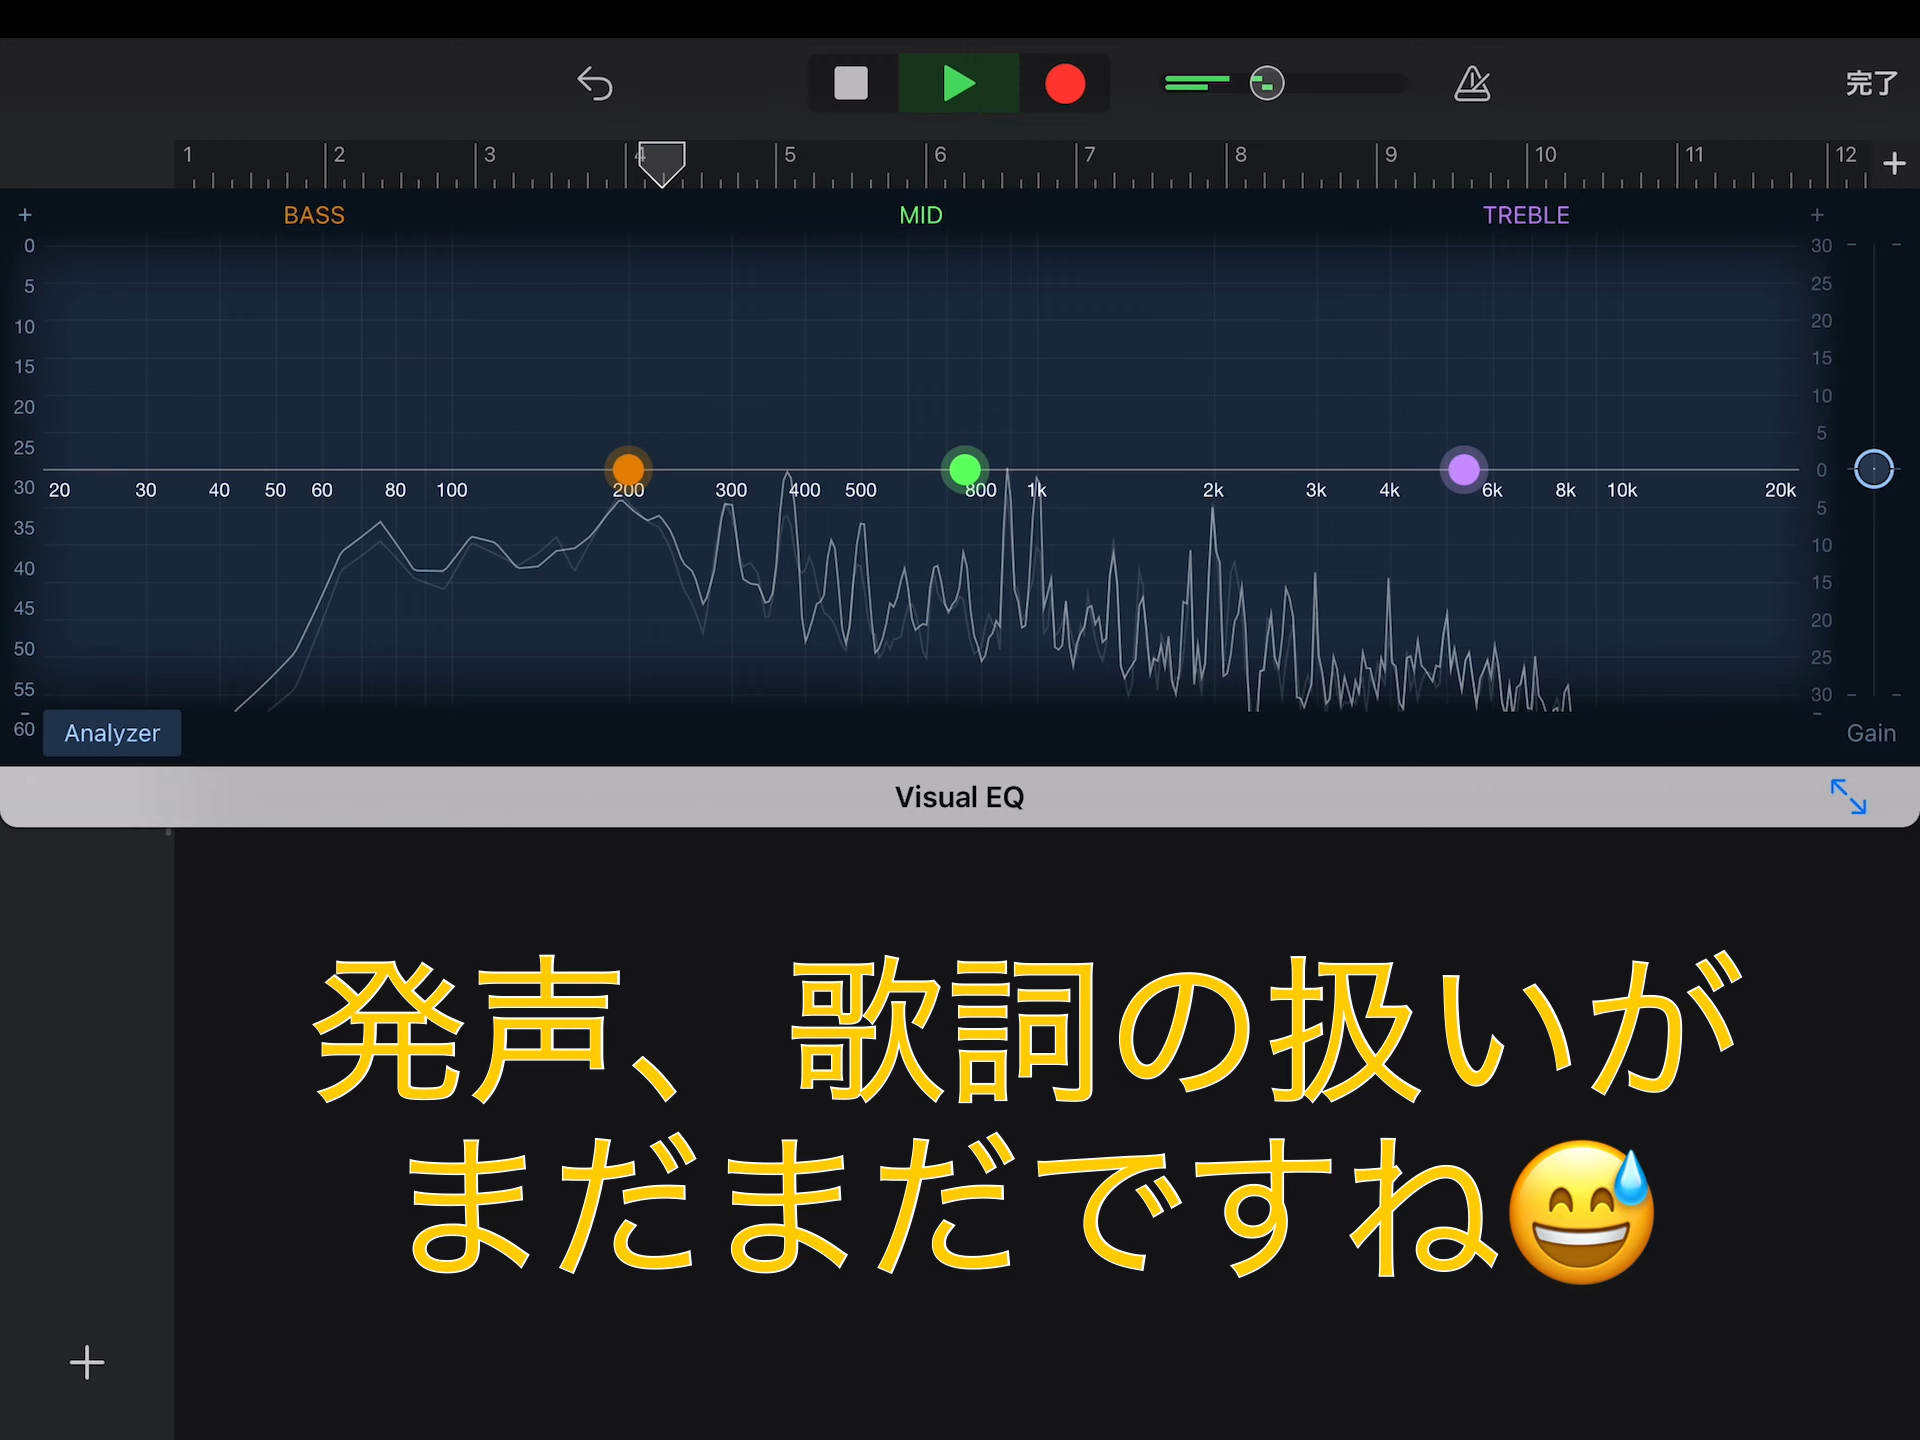 完了
1 2 3 4 5 6 7 8 9 10 11 12 +
+ BASS MID TREBLE +
0 30
5 25
10 20
15 15
20 10
25 5
0
30 20 30 40 50 60 80 100 200 300 400 500 800 1k 2k 3k 4k 6k 8k 10k 20k
35 5
40 10
45 15
50 20
55 25
60 30
Analyzer Gain
Visual EQ
発声、歌詞の扱いが
まだまだですね😅